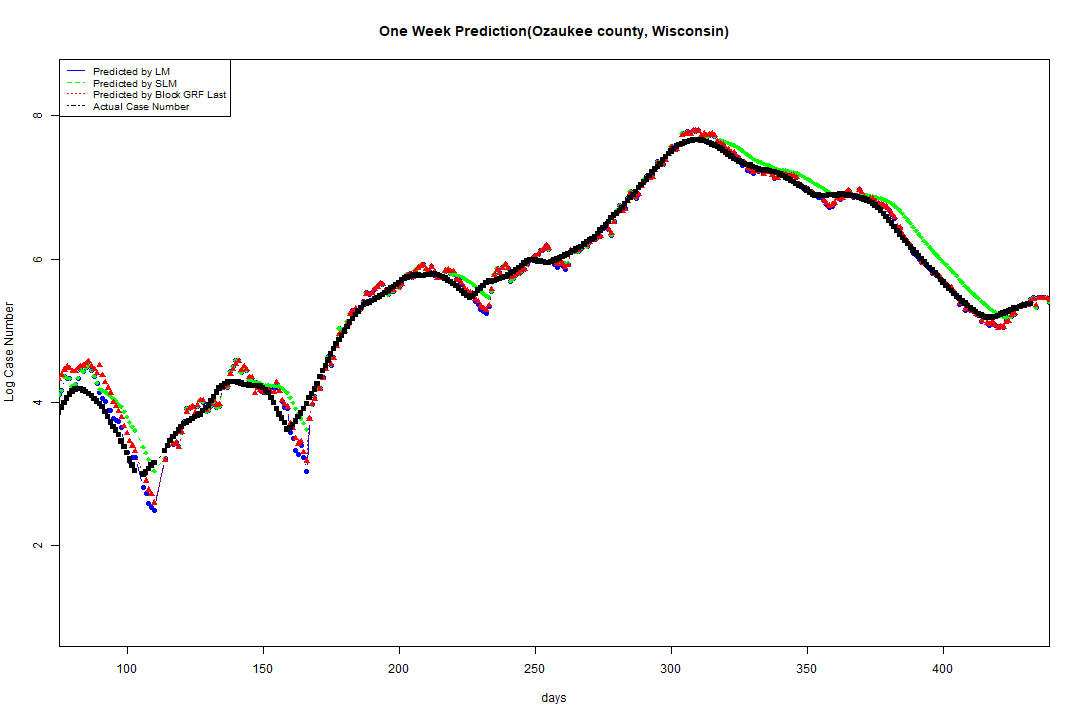 One Week Prediction(Ozaukee county, Wisconsin)
Predicted by LM
Predicted by SLM
Predicted by Block GRF Last
Actual Case Number
8
6
4
2
Log Case Number
100 150 200 250 300 350 400
days